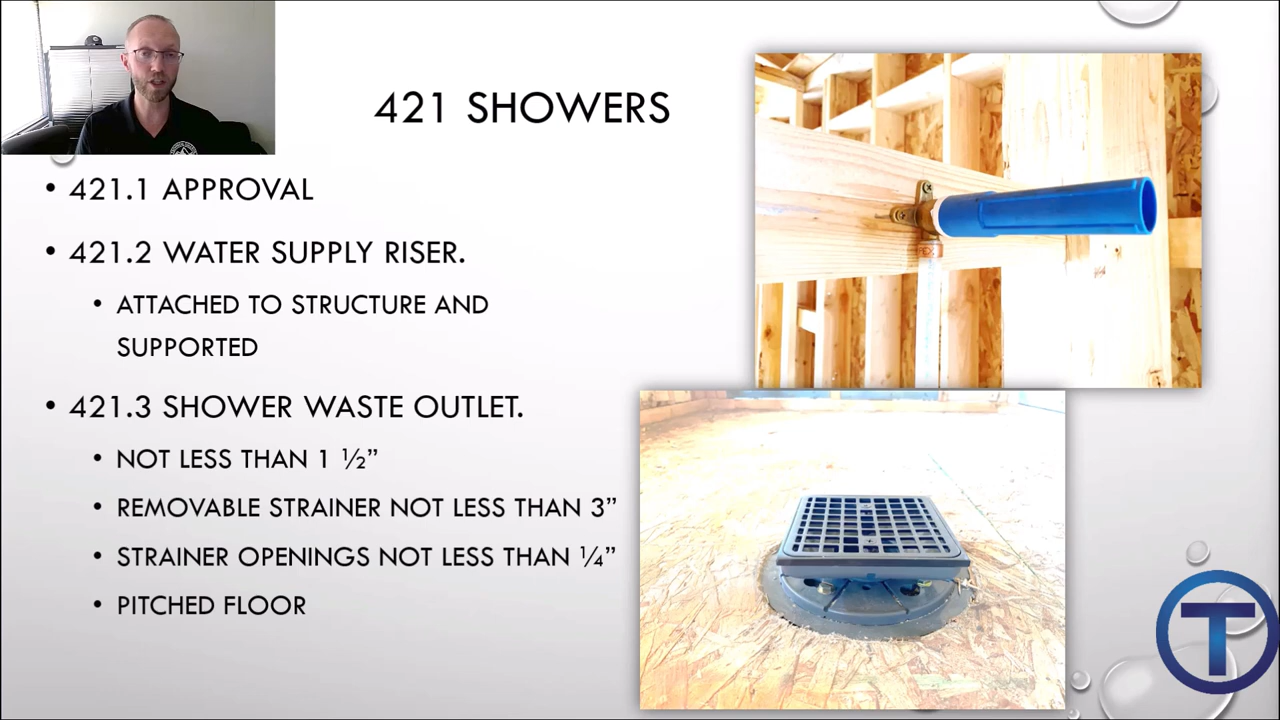 421 SHOWERS
• 421.1 APPROVAL
• 421.2 WATER SUPPLY RISER.
• ATTACHED TO STRUCTURE AND
SUPPORTED
• 421.3 SHOWER WASTE OUTLET.
• NOT LESS THAN 1 ½”
• REMOVABLE STRAINER NOT LESS THAN 3”
• STRAINER OPENINGS NOT LESS THAN ¼”
• PITCHED FLOOR
T